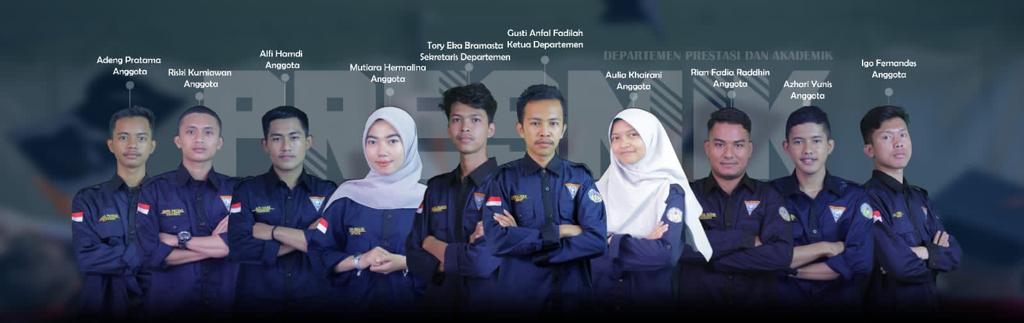 Adeng Pratama
Anggota
Riski Kurniawan
Anggota
Alfi Hamdi
Anggota
Mutiara Hermalina
Anggota
Tory Eka Bramasta
Sekretaris Departemen
Gusti Anfal Fadilah
Ketua Departemen
DEPARTEMEN PRESTASI DAN AKADEMIK
Aulia Khairani
Anggota
Rian Fadia Raddhin
Anggota
Azhari Yunis
Anggota
Igo Fernandes
Anggota